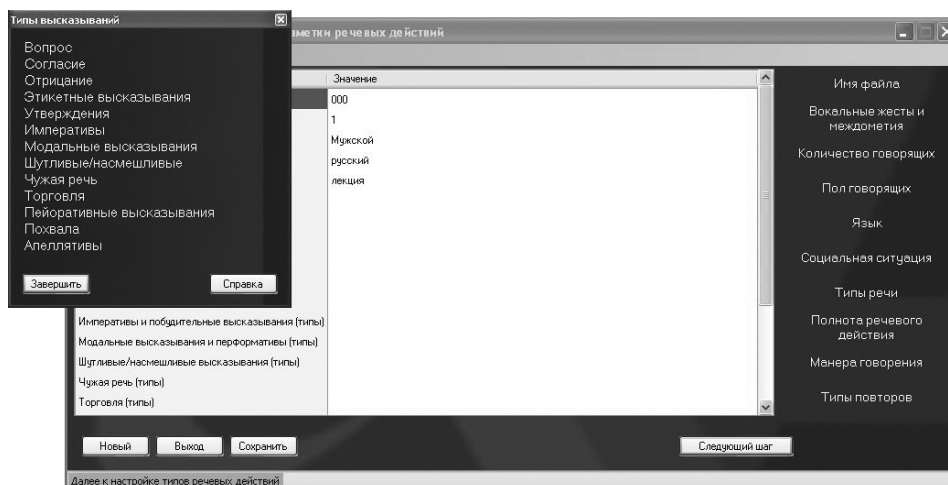 Типы высказываний
Вопрос
Согласие
Отрицание
Этикетные высказывания
Утверждения
Императивы
Модальные высказывания
Шутливые/насмешливые
Чужая речь
Торговля
Пейоративные высказывания
Похвала
Апеллятивы
Завершить
Справка
метки речевых действий
Значение
000
1
Мужской
русский
лекция
Императивы и побудительные высказывания (типы)
Модальные высказывания и перформативы (типы)
Шутливые/насмешливые высказывания (типы)
Чужая речь (типы)
Торговля (типы)
Имя файла
Вокальные жесты и
междометия
Количество говорящих
Пол говорящих
Язык
Социальная ситуация
Типы речи
Полнота речевого
действия
Манера говорения
Типы повторов
Новый
Выход
Сохранить
Следующий шаг
Далее к настройке типов речевых действий